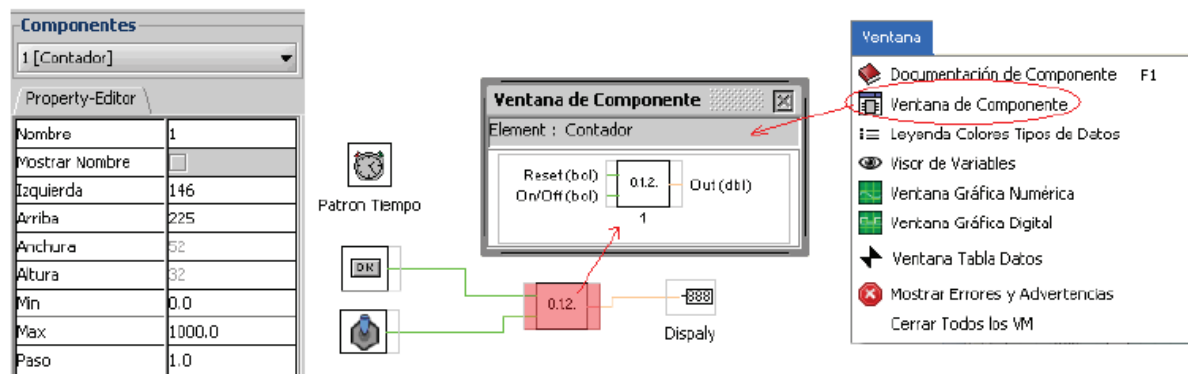 Componentes
1 [Contador]
Property-Editor
Nombre 1
Mostrar Nombre
Izquierda 146
Arriba 225
Anchura 52
Altura 32
Min 0.0
Max 1000.0
Paso 1.0
Patron Tiempo
OK
0.1.2.
888
Dispaly
Ventana de Componente
Element : Contador
Reset(bol)
On/Off(bol)
0.1.2.
Out(dbl)
1
Ventana
Documentación de Componente F1
Ventana de Componente
Leyenda Colores Tipos de Datos
Visor de Variables
Ventana Gráfica Numérica
Ventana Gráfica Digital
Ventana Tabla Datos
Mostrar Errores y Advertencias
Cerrar Todos los VM